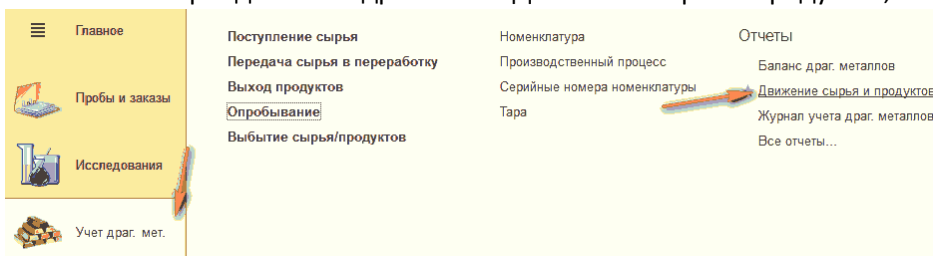 Главное
Пробы и заказы
Исследования
Учет драг. мет.
Поступление сырья
Передача сырья в переработку
Выход продуктов
Опробывание
Выбытие сырья/продуктов
Номенклатура
Производственный процесс
Серийные номера номенклатуры
Тара
Отчеты
Баланс драг. металлов
Движение сырья и продуктов
Журнал учета драг. металлов
Все отчеты...